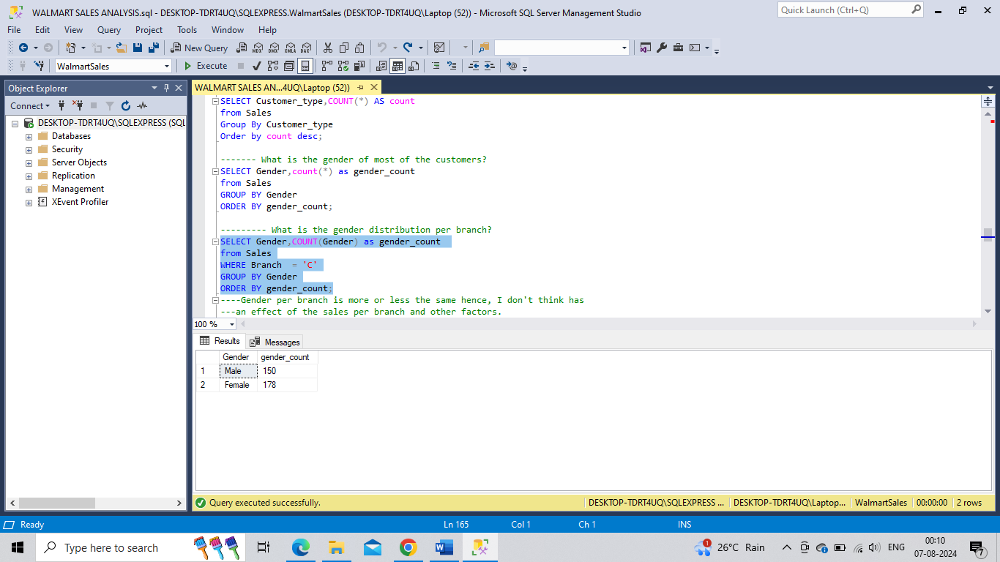 WALMART SALES ANALYSIS.sql - DESKTOP-TDRT4UQ\SQLEXPRESS.WalmartSales (DESKTOP-TDRT4UQ\Laptop (52)) - Microsoft SQL Server Management Studio
Quick Launch (Ctrl+Q)
File Edit View Query Project Tools Window Help
New Query MDX DMX XMLA DAX
WalmartSales Execute
Object Explorer
Connect
DESKTOP-TDRT4UQ\SQLEXPRESS (SQL
Databases
Security
Server Objects
Replication
Management
XEvent Profiler
WALMART SALES AN...4UQ\Laptop (52))
SELECT Customer_type,COUNT(*) AS count
from Sales
Group By Customer_type
Order by count desc;
------- What is the gender of most of the customers?
SELECT Gender,count(*) as gender_count
from Sales
GROUP BY Gender
ORDER BY gender_count;
--------- What is the gender distribution per branch?
SELECT Gender,COUNT(Gender) as gender_count
from Sales
WHERE Branch  = 'C'
GROUP BY Gender
ORDER BY gender_count;
----Gender per branch is more or less the same hence, I don't think has
---an effect of the sales per branch and other factors.
100 %
Results Messages
Gender gender_count
1 Male 150
2 Female 178
Query executed successfully. DESKTOP-TDRT4UQ\SQLEXPRESS ... DESKTOP-TDRT4UQ\Laptop... WalmartSales 00:00:00 2 rows
Ready Ln 165 Col 1 Ch 1 INS
Type here to search
1 26°C Rain ENG 00:10
07-08-2024 7